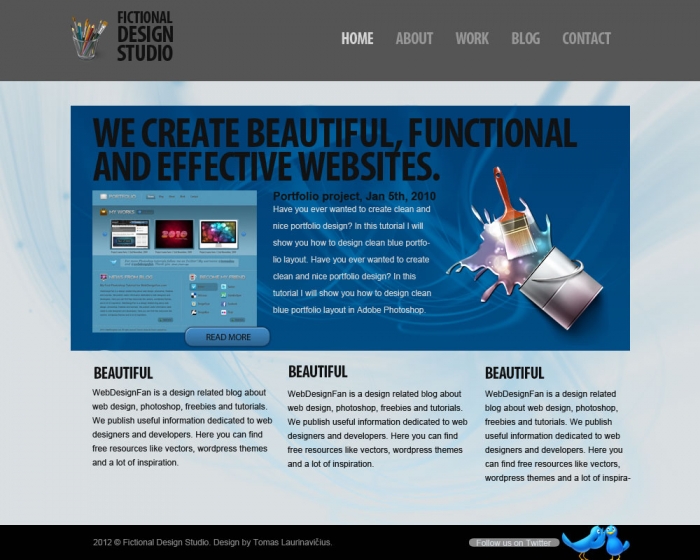 FICTIONAL
DESIGN
STUDIO
HOME ABOUT WORK BLOG CONTACT
WE CREATE BEAUTIFUL, FUNCTIONAL
AND EFFECTIVE WEBSITES.
Portfolio project, Jan 5th, 2010
Have you ever wanted to create clean and
nice portfolio design? In this tutorial I will
show you how to design clean blue portfo-
lio layout. Have you ever wanted to create
clean and nice portfolio design? In this
tutorial I will show you how to design clean
blue portfolio layout in Adobe Photoshop.
2010
READ MORE
BEAUTIFUL
WebDesignFan is a design related blog about
web design, photoshop, freebies and tutorials.
We publish useful information dedicated to web
designers and developers. Here you can find
free resources like vectors, wordpress themes
and a lot of inspiration.
BEAUTIFUL
WebDesignFan is a design related blog about
web design, photoshop, freebies and tutorials.
We publish useful information dedicated to web
designers and developers. Here you can find
free resources like vectors, wordpress themes
and a lot of inspiration.
BEAUTIFUL
WebDesignFan is a design related
blog about web design, photoshop,
freebies and tutorials. We publish
useful information dedicated to web
designers and developers. Here you
can find free resources like vectors,
wordpress themes and a lot of inspira-
2012 © Fictional Design Studio. Design by Tomas Laurinavičius.
Follow us on Twitter